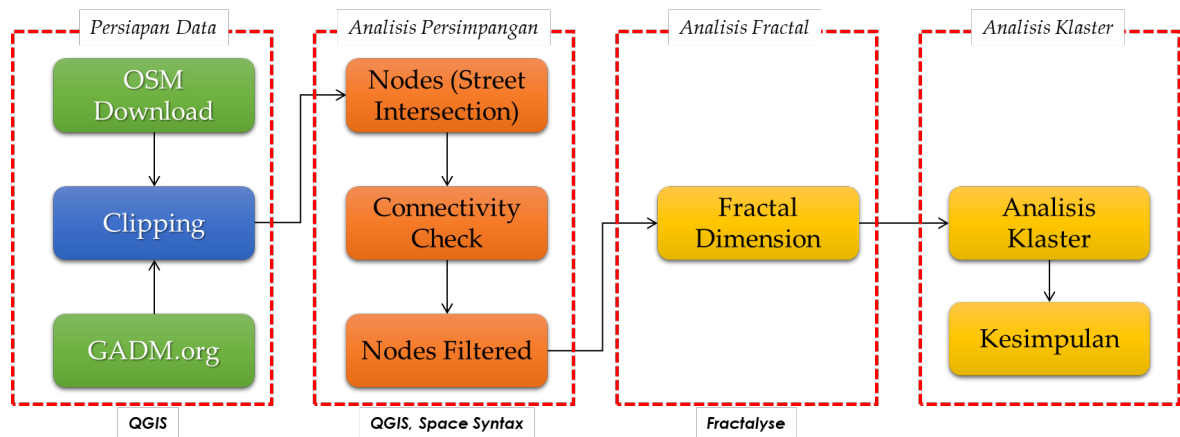 Persiapan Data
OSM
Download
Clipping
GADM.org
QGIS
Analisis Persimpangan
Nodes (Street
Intersection)
Connectivity
Check
Nodes Filtered
QGIS, Space Syntax
Analisis Fractal
Fractal
Dimension
Fractalyse
Analisis Klaster
Analisis
Klaster
Kesimpulan